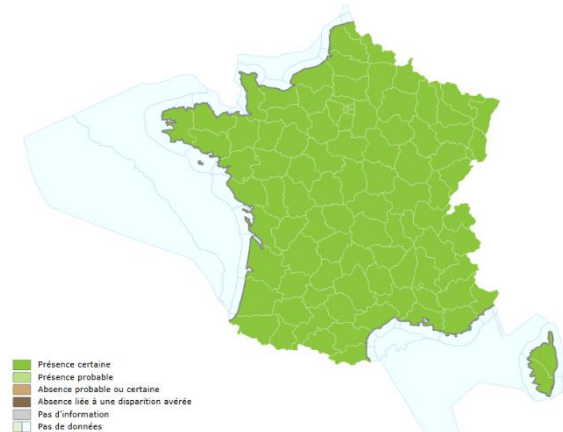 Présence certaine
Présence probable
Absence probable ou certaine
Absence liée à une disparition avérée
Pas d'information
Pas de données